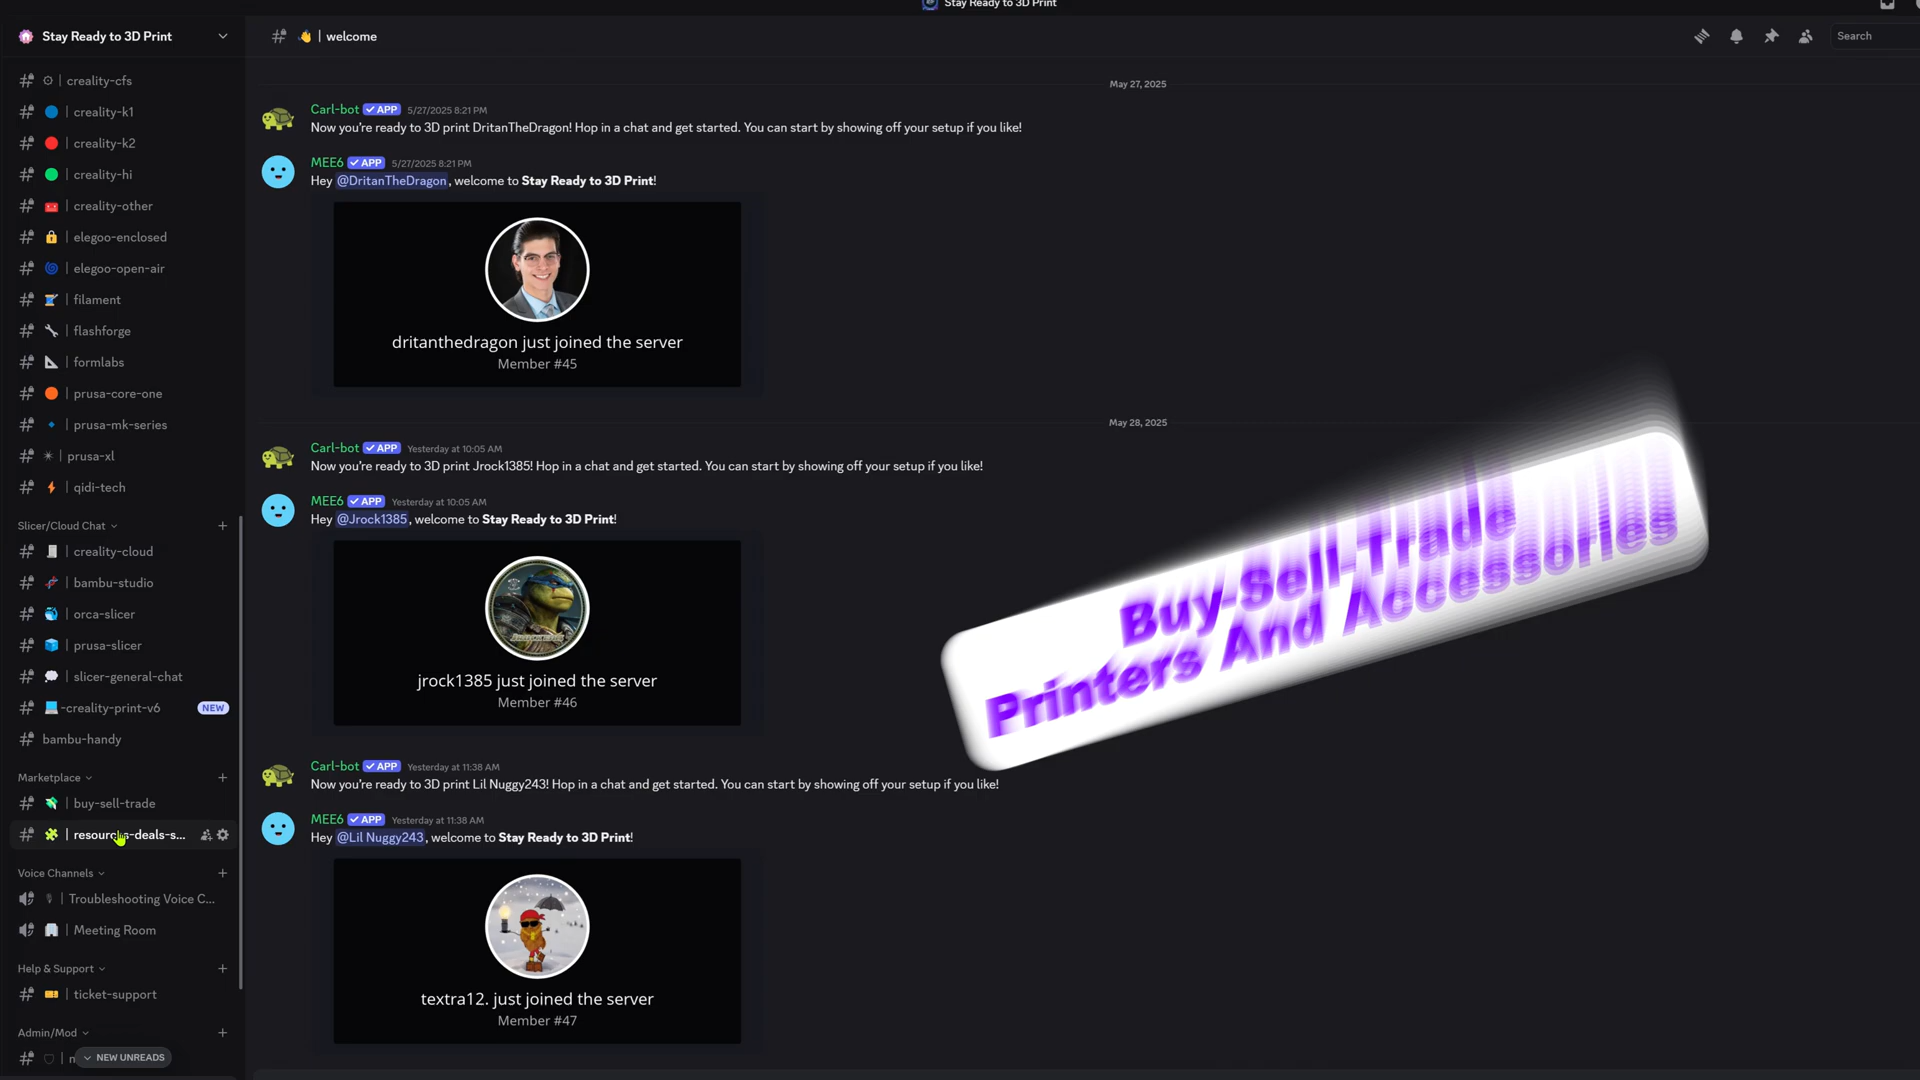 Stay Ready to 3D Print
Stay Ready to 3D Print
| welcome
Search
| creality-cfs
| creality-k1
| creality-k2
| creality-hi
| creality-other
| elegoo-enclosed
| elegoo-open-air
| filament
| flashforge
| formlabs
| prusa-core-one
| prusa-mk-series
| prusa-xl
| qidi-tech
Slicer/Cloud Chat
| creality-cloud
| bambu-studio
| orca-slicer
| prusa-slicer
| slicer-general-chat
-creality-print-v6 NEW
bambu-handy
Marketplace
| buy-sell-trade
| resources-deals-s...
Voice Channels
| Troubleshooting Voice C...
| Meeting Room
Help & Support
| ticket-support
Admin/Mod
NEW UNREADS
May 27, 2025
Carl-bot APP 5/27/2025 8:21 PM
Now you're ready to 3D print DritanTheDragon! Hop in a chat and get started. You can start by showing off your setup if you like!
MEE6 APP 5/27/2025 8:21 PM
Hey @DritanTheDragon, welcome to Stay Ready to 3D Print!
dritanthedragon just joined the server
Member #45
May 28, 2025
Carl-bot APP Yesterday at 10:05 AM
Now you're ready to 3D print Jrock1385! Hop in a chat and get started. You can start by showing off your setup if you like!
MEE6 APP Yesterday at 10:05 AM
Hey @Jrock1385, welcome to Stay Ready to 3D Print!
jrock1385 just joined the server
Member #46
Carl-bot APP Yesterday at 11:38 AM
Now you're ready to 3D print Lil Nuggy243! Hop in a chat and get started. You can start by showing off your setup if you like!
MEE6 APP Yesterday at 11:38 AM
Hey @Lil Nuggy243, welcome to Stay Ready to 3D Print!
textra12. just joined the server
Member #47
Buy-Sell-Trade
Printers And Accessories